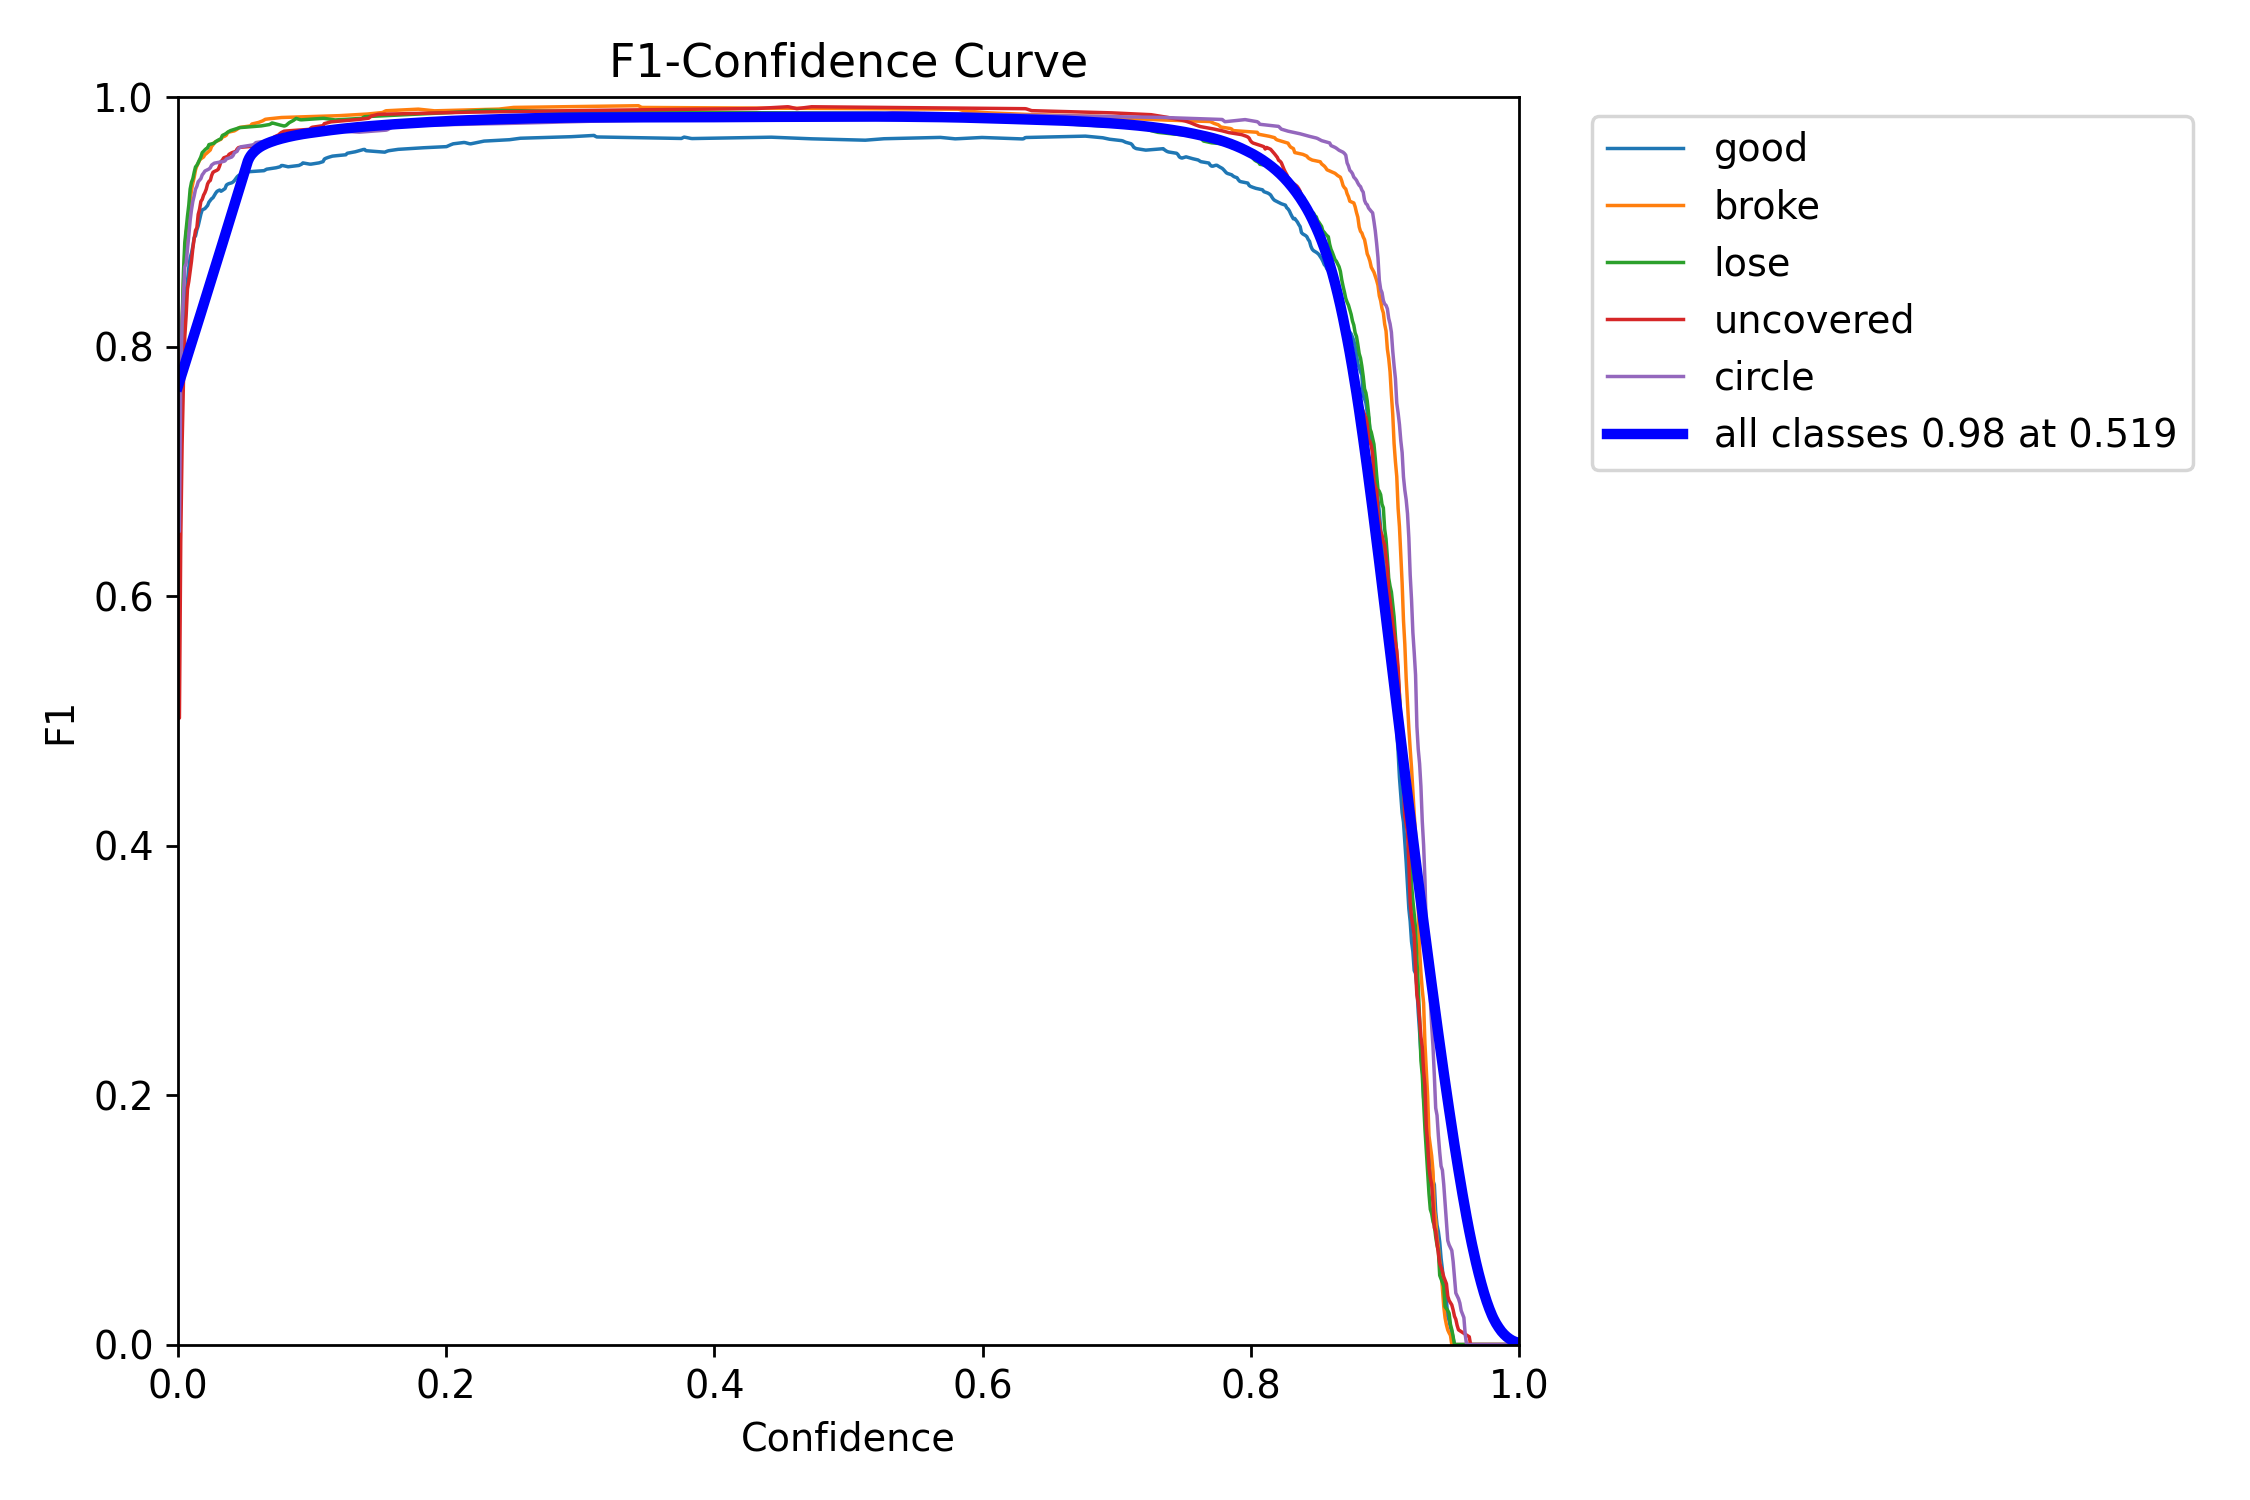 F1-Confidence Curve
1.0
0.8
0.6
0.4
0.2
0.0
F1
0.0 0.2 0.4 0.6 0.8 1.0
Confidence
good
broke
lose
uncovered
circle
all classes 0.98 at 0.519